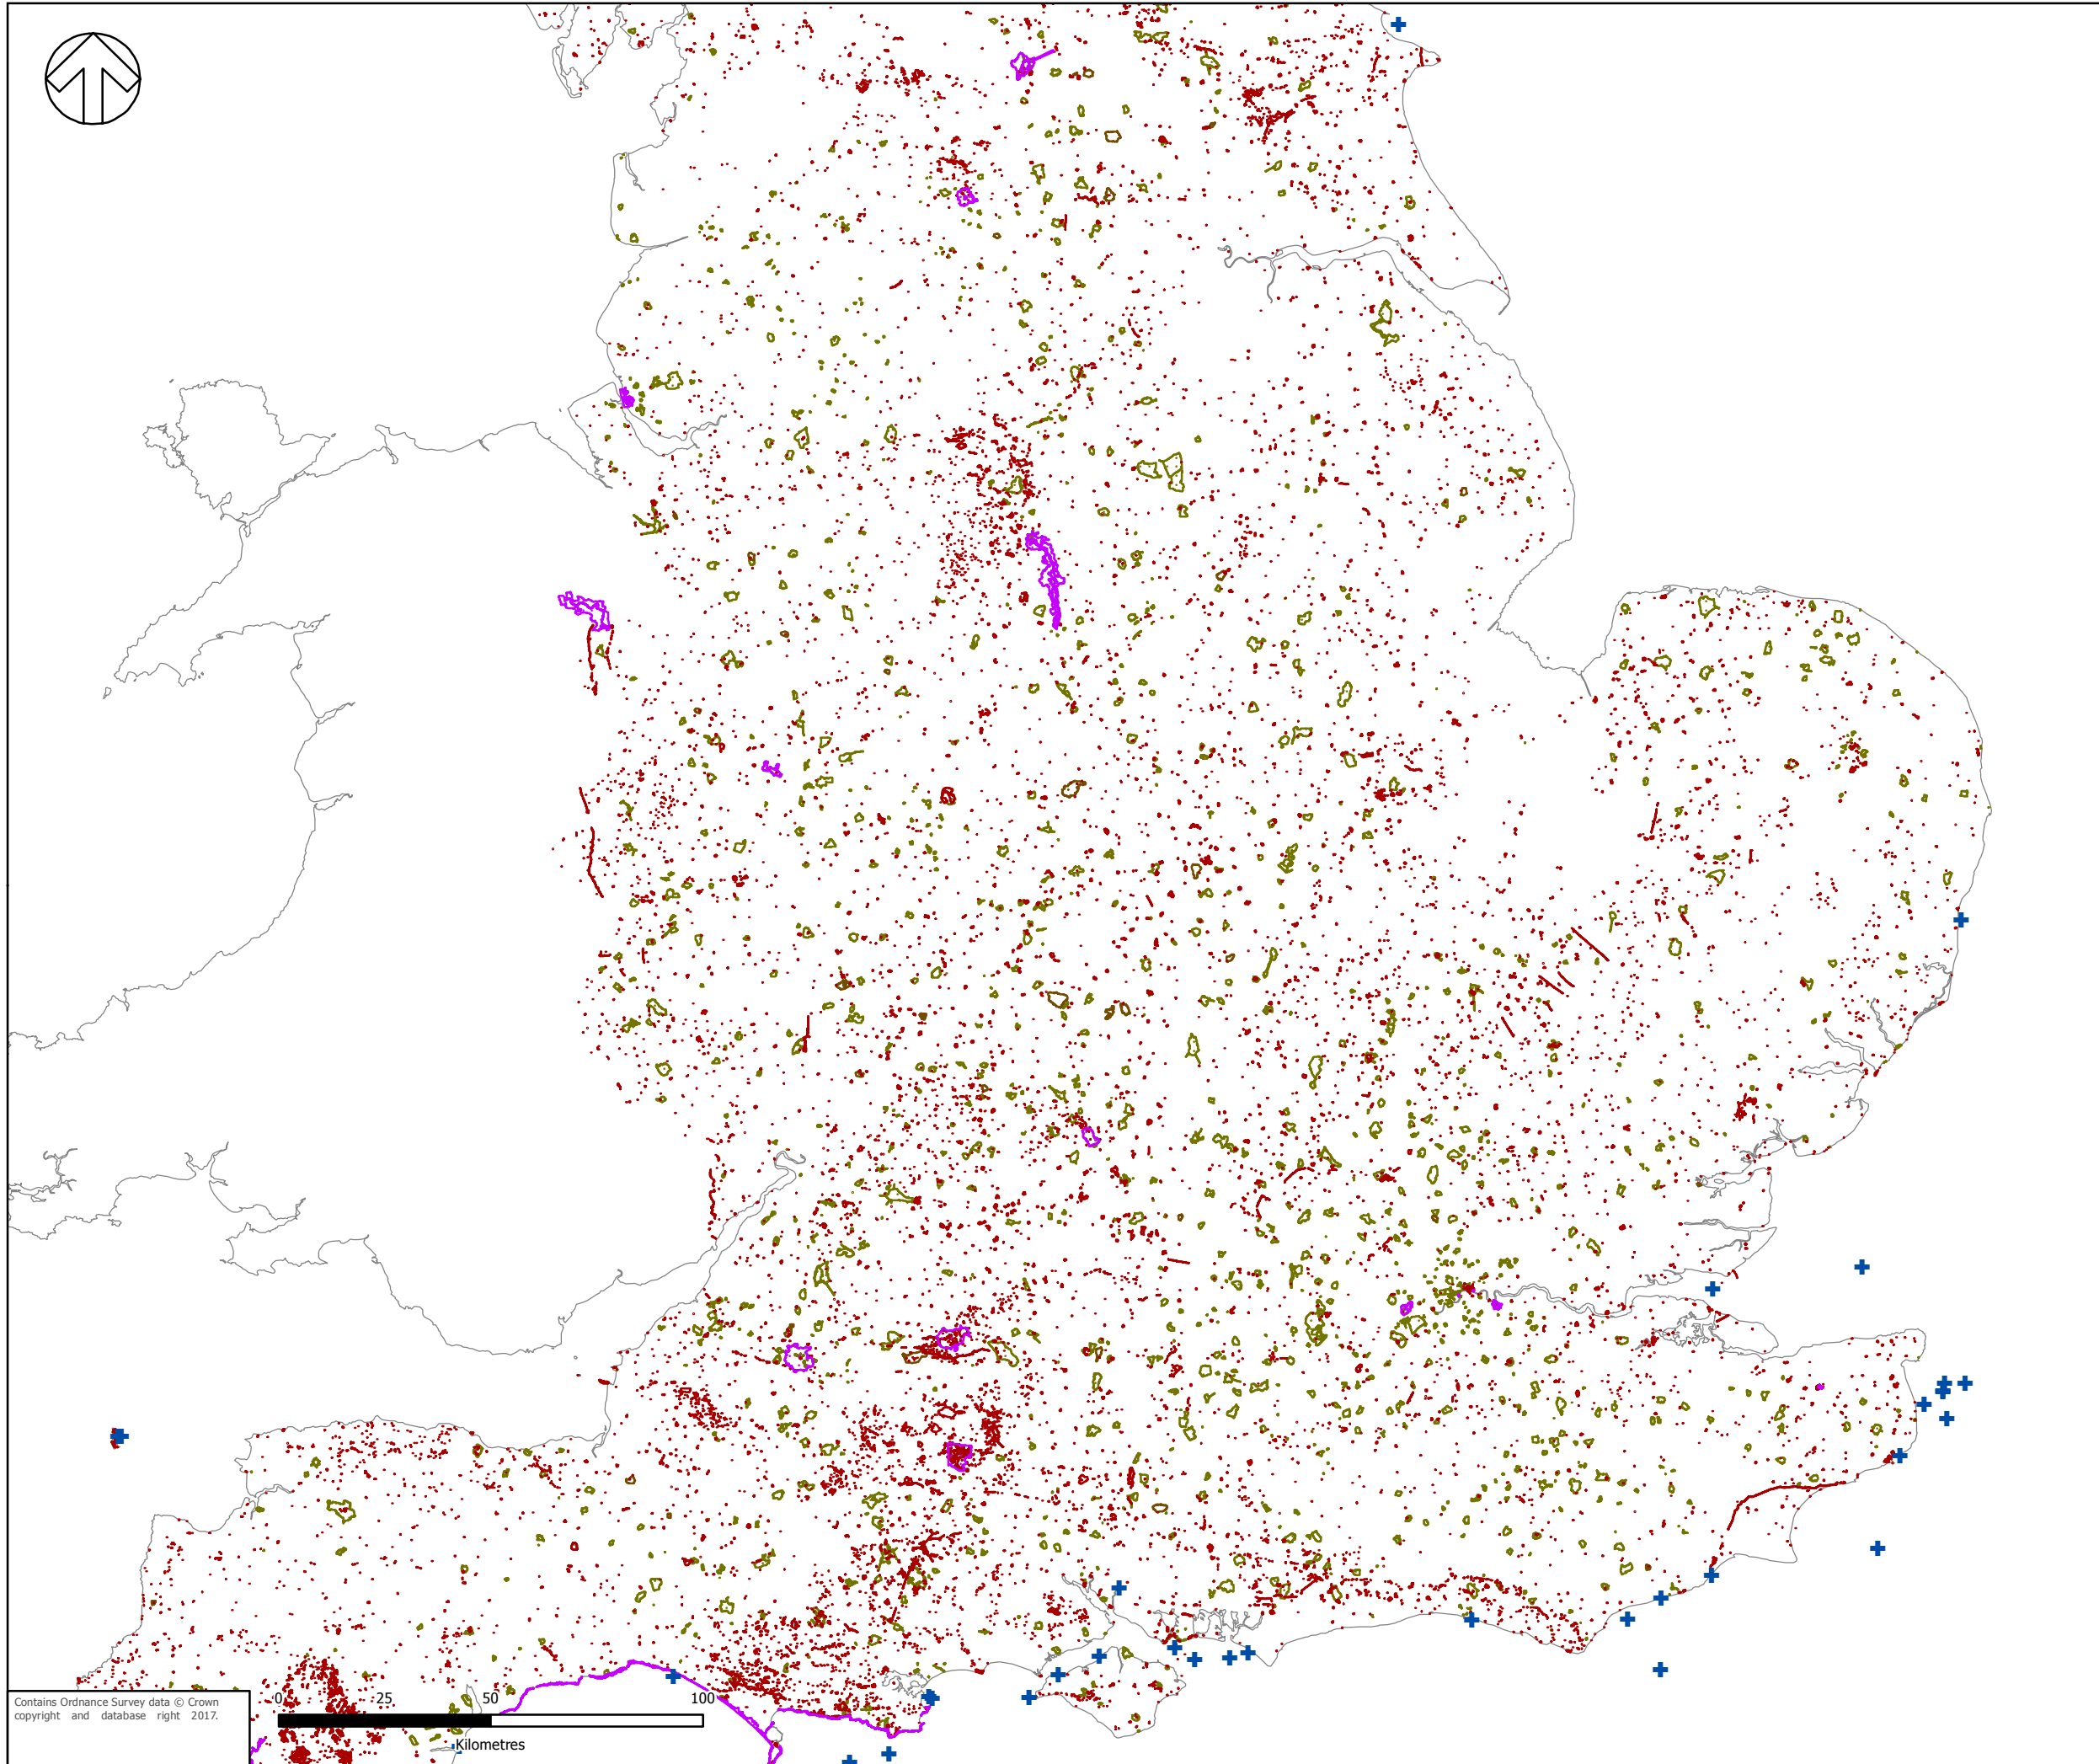 0 25 50 100
Kilometres
Contains Ordnance Survey data © Crown
copyright and database right 2017.